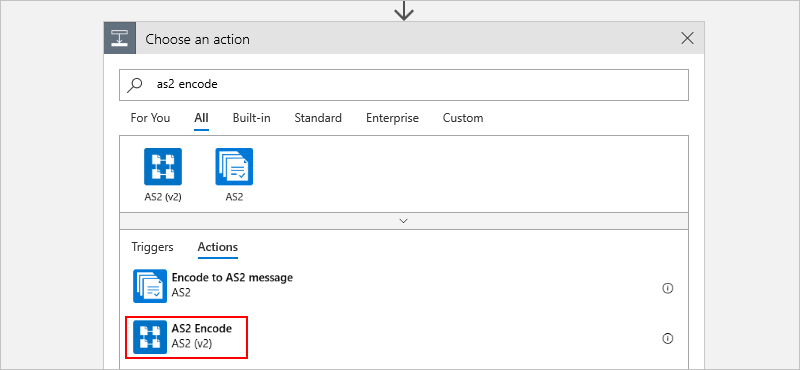 Choose an action
as2 encode
For You All Built-in Standard Enterprise Custom
AS2 (v2) AS2
Triggers Actions
Encode to AS2 message
AS2
AS2 Encode
AS2 (v2)